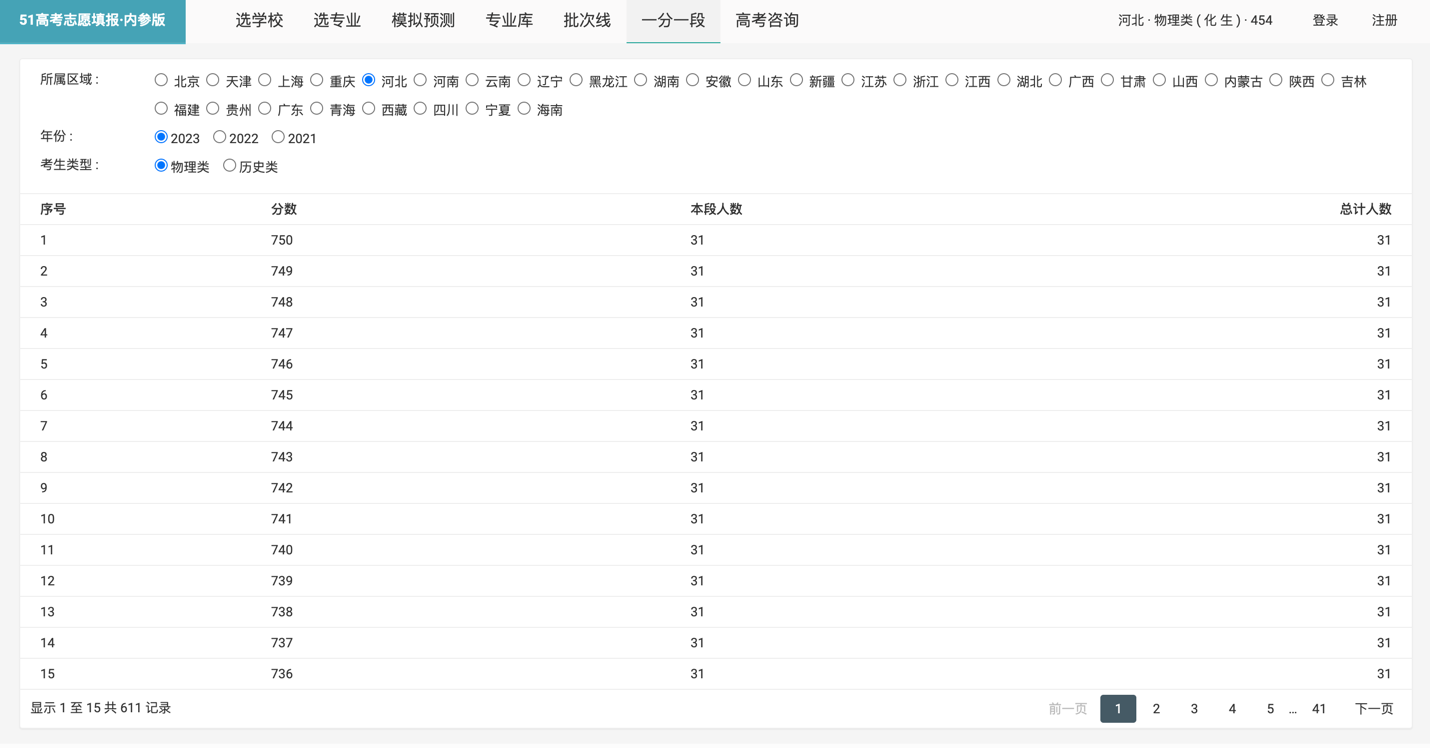 51高考志愿填报·内参版 选学校 选专业 模拟预测 专业库 批次线 一分一段 高考咨询 河北 · 物理类 ( 化 生 ) · 454 登录 注册
所属区域 : 北京 天津 上海 重庆 河北 河南 云南 辽宁 黑龙江 湖南 安徽 山东 新疆 江苏 浙江 江西 湖北 广西 甘肃 山西 内蒙古 陕西 吉林
福建 贵州 广东 青海 西藏 四川 宁夏 海南
年份 : 2023 2022 2021
考生类型 : 物理类 历史类
序号 分数 本段人数 总计人数
1 750 31 31
2 749 31 31
3 748 31 31
4 747 31 31
5 746 31 31
6 745 31 31
7 744 31 31
8 743 31 31
9 742 31 31
10 741 31 31
11 740 31 31
12 739 31 31
13 738 31 31
14 737 31 31
15 736 31 31
显示 1 至 15 共 611 记录 前一页 1 2 3 4 5 … 41 下一页